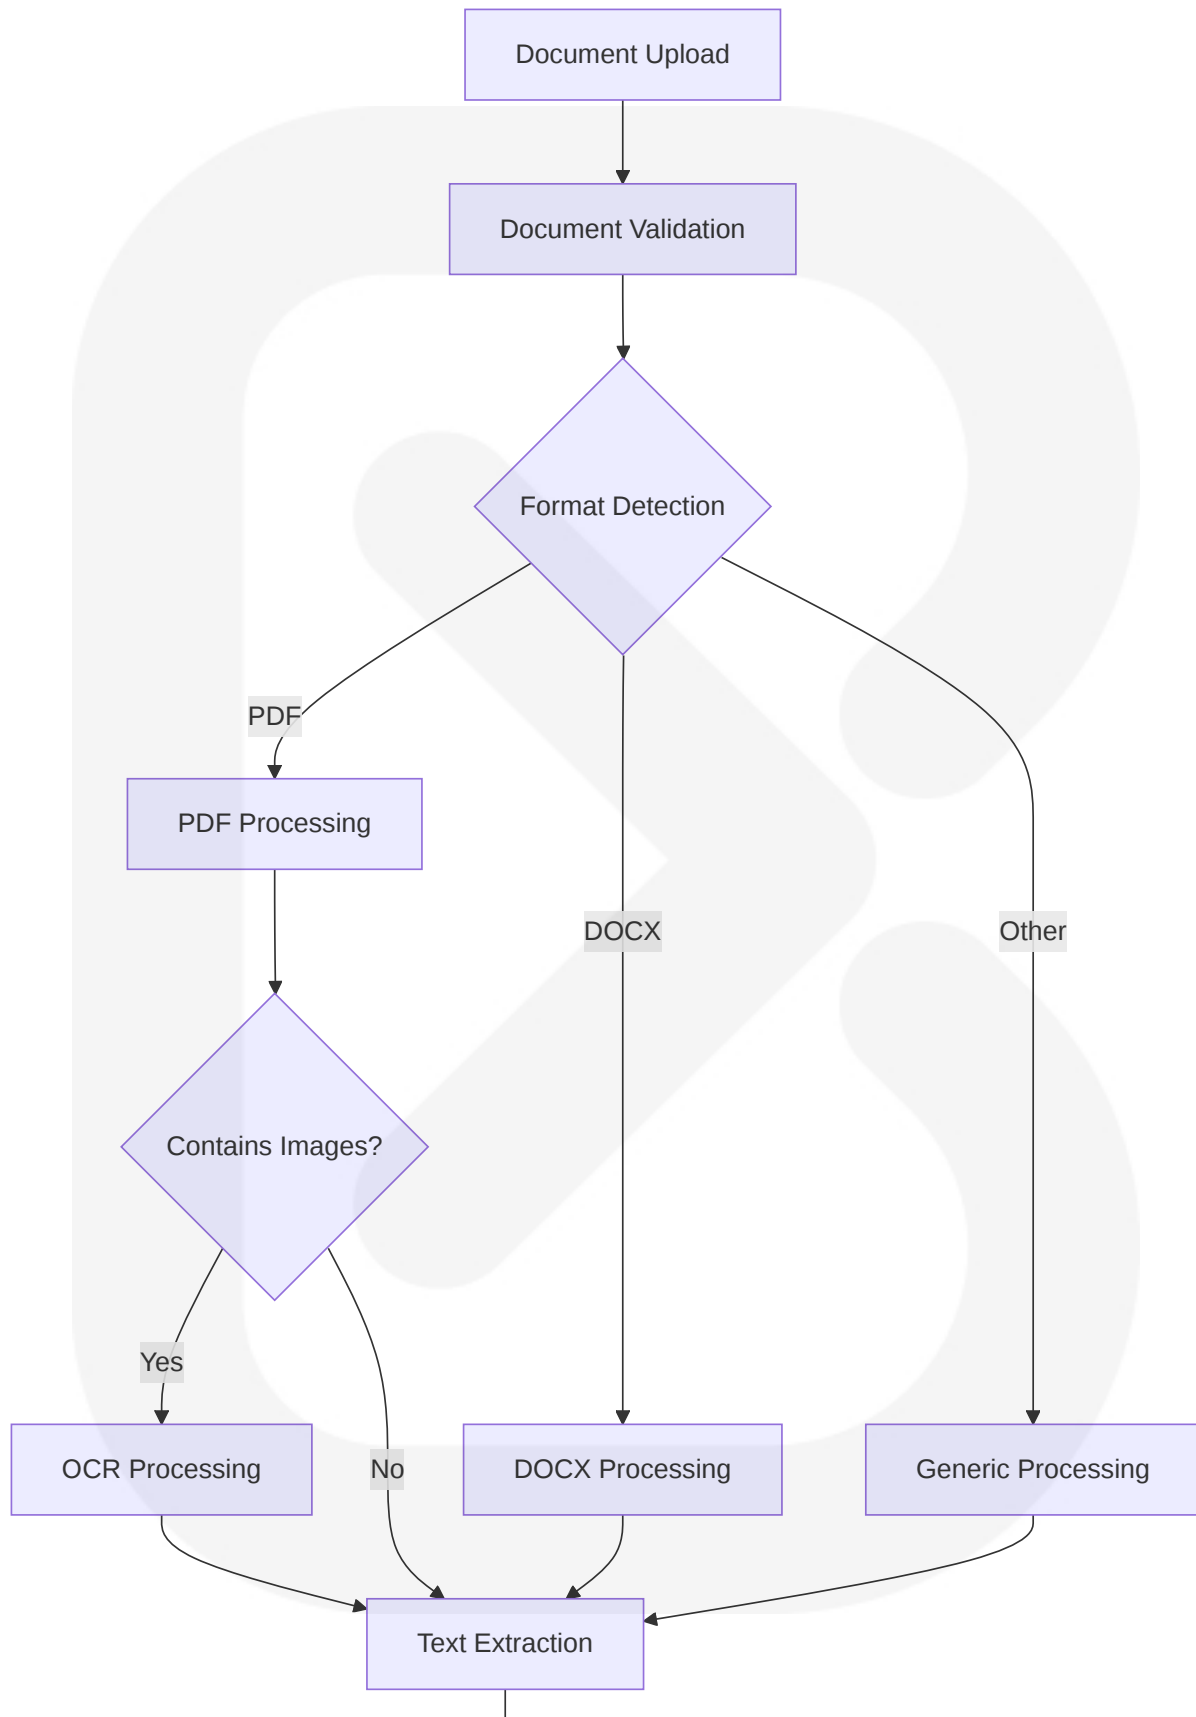 Document Upload
Document Validation
Format Detection
PDF
PDF Processing
DOCX
Other
Contains Images?
Yes
No
OCR Processing
DOCX Processing
Generic Processing
Text Extraction